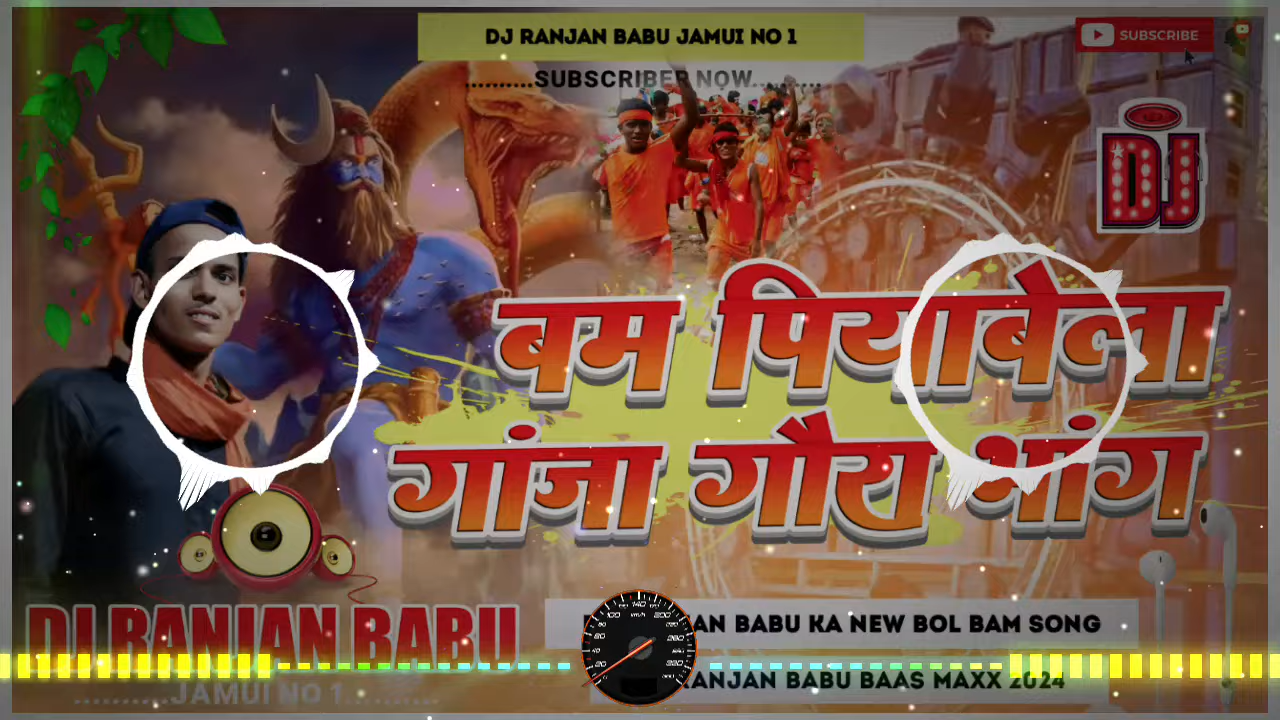 DJ RANJAN BABU JAMUI NO 1
..........SUBSCRIBER NOW..........
SUBSCRIBE
DJ
बम पियाबेला
गांजा गौरा भांग
DJ RANJAN BABU
..........JAMUI NO 1..........
AN BABU KA NEW BOL BAM SONG
RANJAN BABU BAAS MAXX 2024